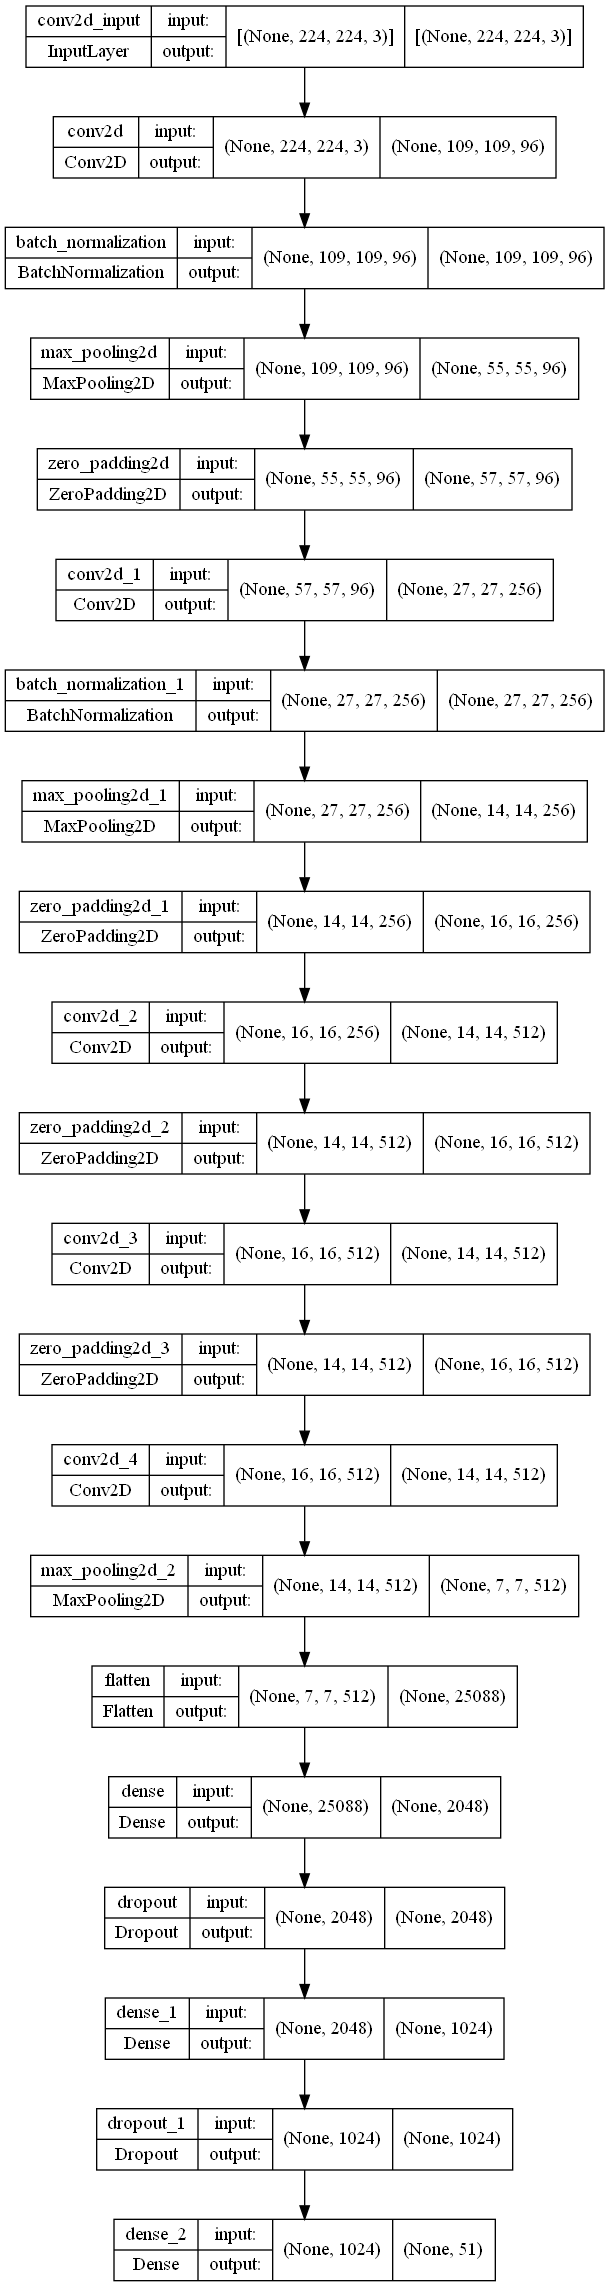 conv2d_input input: [(None, 224, 224, 3)] [(None, 224, 224, 3)]
InputLayer output:
conv2d input: (None, 224, 224, 3) (None, 109, 109, 96)
Conv2D output:
batch_normalization input: (None, 109, 109, 96) (None, 109, 109, 96)
BatchNormalization output:
max_pooling2d input: (None, 109, 109, 96) (None, 55, 55, 96)
MaxPooling2D output:
zero_padding2d input: (None, 55, 55, 96) (None, 57, 57, 96)
ZeroPadding2D output:
conv2d_1 input: (None, 57, 57, 96) (None, 27, 27, 256)
Conv2D output:
batch_normalization_1 input: (None, 27, 27, 256) (None, 27, 27, 256)
BatchNormalization output:
max_pooling2d_1 input: (None, 27, 27, 256) (None, 14, 14, 256)
MaxPooling2D output:
zero_padding2d_1 input: (None, 14, 14, 256) (None, 16, 16, 256)
ZeroPadding2D output:
conv2d_2 input: (None, 16, 16, 256) (None, 14, 14, 512)
Conv2D output:
zero_padding2d_2 input: (None, 14, 14, 512) (None, 16, 16, 512)
ZeroPadding2D output:
conv2d_3 input: (None, 16, 16, 512) (None, 14, 14, 512)
Conv2D output:
zero_padding2d_3 input: (None, 14, 14, 512) (None, 16, 16, 512)
ZeroPadding2D output:
conv2d_4 input: (None, 16, 16, 512) (None, 14, 14, 512)
Conv2D output:
max_pooling2d_2 input: (None, 14, 14, 512) (None, 7, 7, 512)
MaxPooling2D output:
flatten input: (None, 7, 7, 512) (None, 25088)
Flatten output:
dense input: (None, 25088) (None, 2048)
Dense output:
dropout input: (None, 2048) (None, 2048)
Dropout output:
dense_1 input: (None, 2048) (None, 1024)
Dense output:
dropout_1 input: (None, 1024) (None, 1024)
Dropout output:
dense_2 input: (None, 1024) (None, 51)
Dense output: